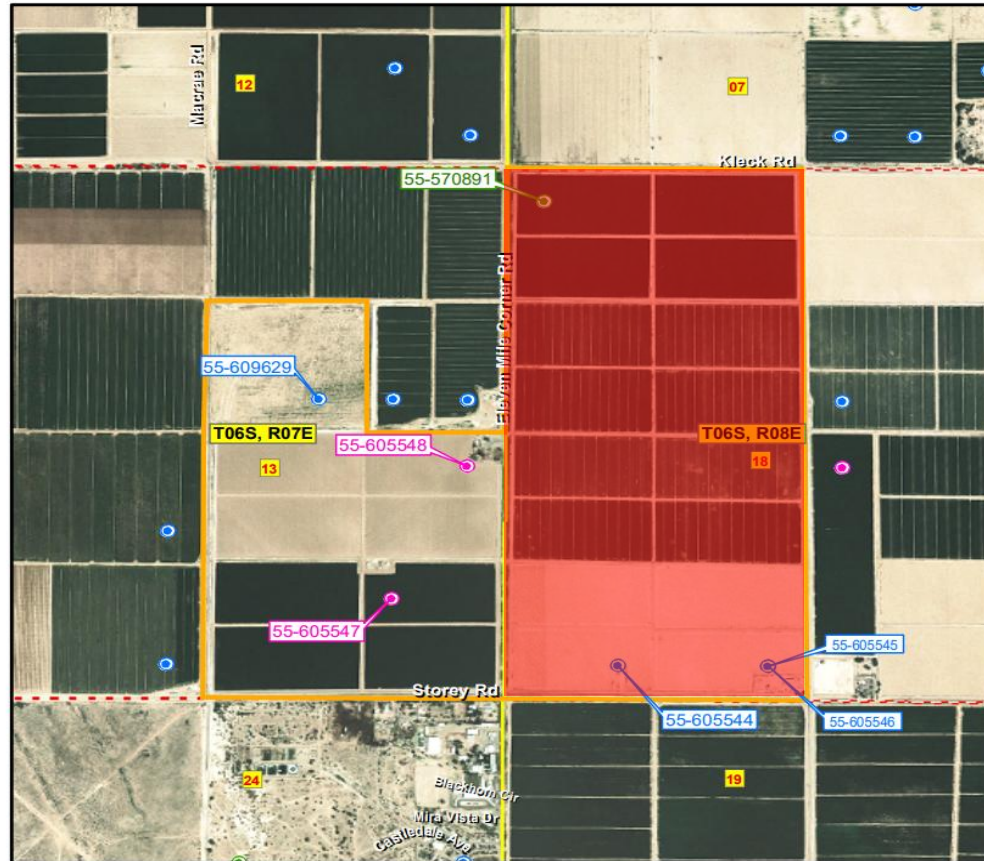 Macrae Rd
12
07
Kleck Rd
55-570891
Eleven Mile Corner Rd
55-609629
T06S, R07E
T06S, R08E
55-605548
13
18
55-605547
55-605545
Storey Rd
55-605544
55-605546
24
19
Blackhorn Cir
Mira Vista Dr
Castledale Ave